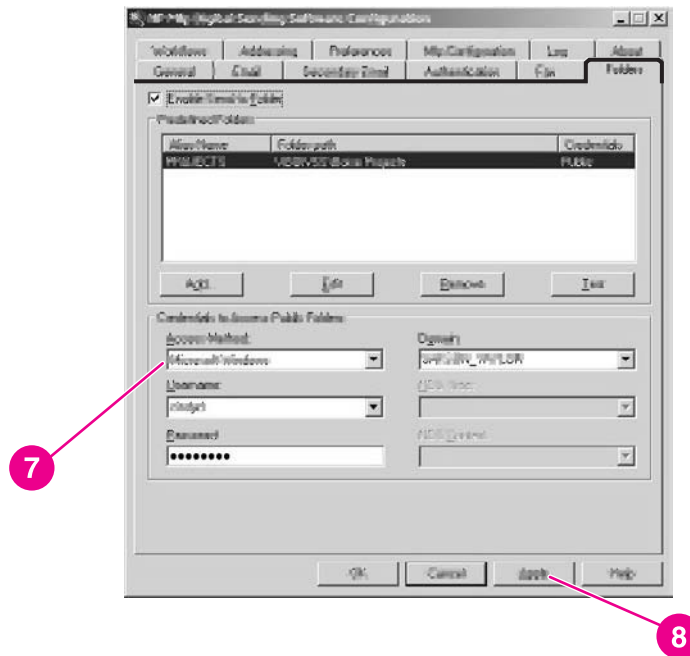 HP Mfp Digital Sending Software Configuration
Workflows Addressing Preferences Mfp Configuration Log About
General Email Secondary Email Authentication Fax Folders
Enable Send to Folder
Predefined Folders
Alias Name Folder path Credentials
PROJECTS Projects Public
Add... Edit Remove Test
Credentials to Access Public Folders
Access Method: Domain:
Microsoft Windows
Username:
Password:
••••••••
OK Cancel Apply Help
7
8